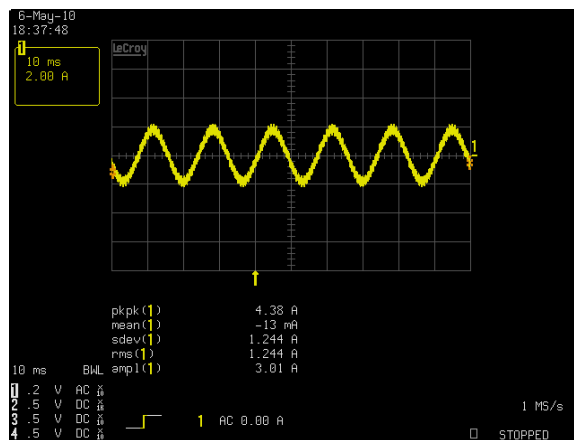 6-May-10
18:37:48
1
10 ms
2.00 A
LeCroy
1
pkpk(1) 4.38 A
mean(1) -13 mA
sdev(1) 1.244 A
rms(1) 1.244 A
ampl(1) 3.01 A
10 ms BWL
1 .2 V AC
2 .5 V DC
3 .5 V DC
4 .5 V DC
1 AC 0.00 A
1 MS/s
STOPPED